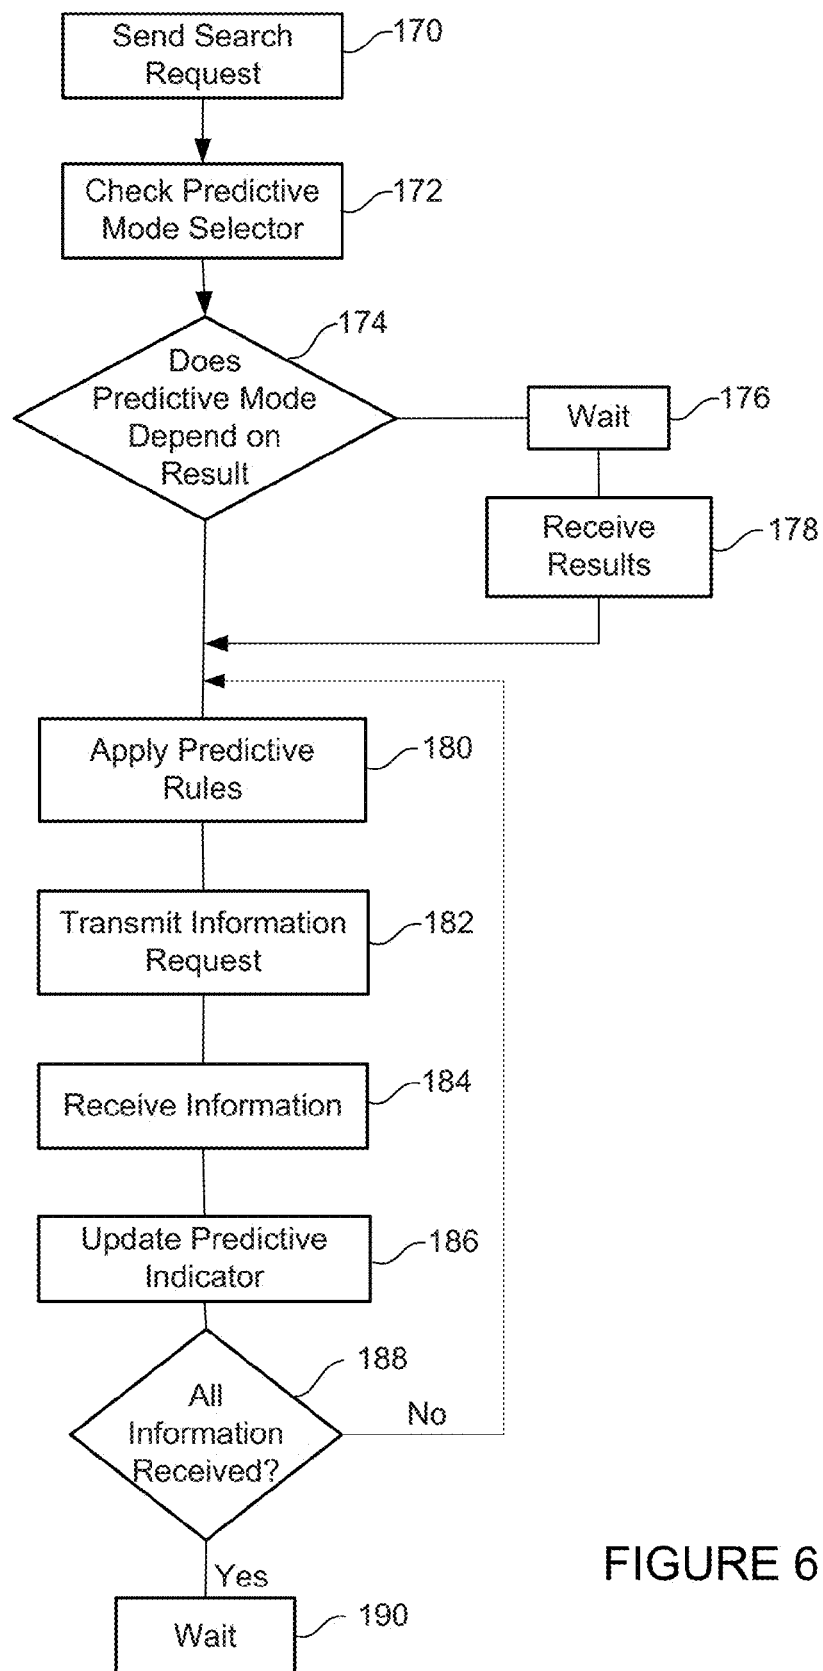 Send Search
Request
170
Check Predictive
Mode Selector
172
174
Does
Predictive Mode
Depend on
Result
Wait
176
Receive
Results
178
Apply Predictive
Rules
180
Transmit Information
Request
182
Receive Information
184
Update Predictive
Indicator
186
188
All
Information
Received?
No
Yes
Wait
190
FIGURE 6